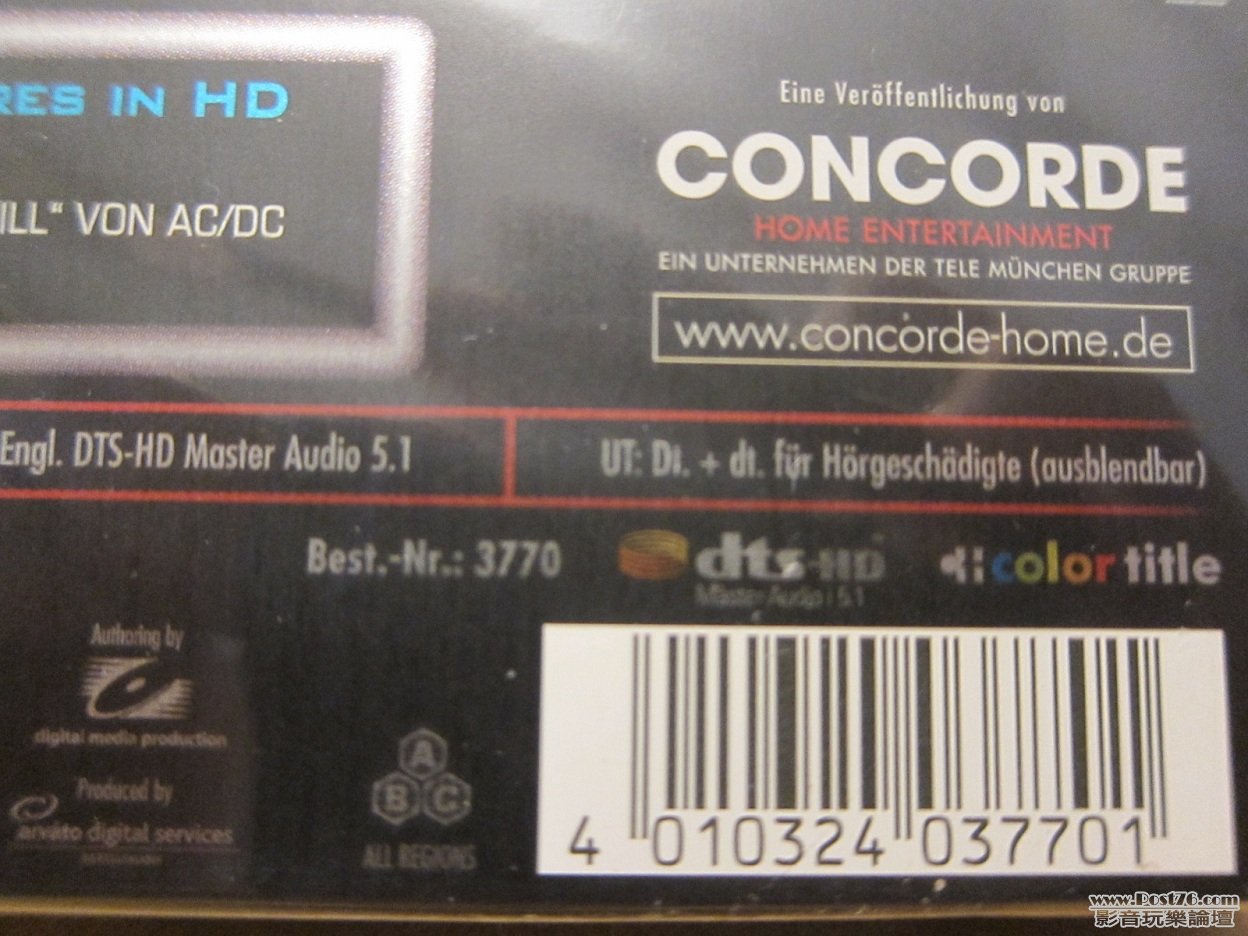 RES IN HD
ILL“ VON AC/DC
Eine Veröffentlichung von
CONCORDE
HOME ENTERTAINMENT
EIN UNTERNEHMEN DER TELE MÜNCHEN GRUPPE
www.concorde-home.de
Engl. DTS-HD Master Audio 5.1
UT: Dt. + dt. für Hörgeschädigte (ausblendbar)
Best.-Nr.: 3770
dts-HD
Master Audio | 5.1
color title
Authoring by
digital media production
Produced by
arvato digital services
A
B C
ALL REGIONS
4 010324 037701
www.Post76.com
影音玩樂論壇